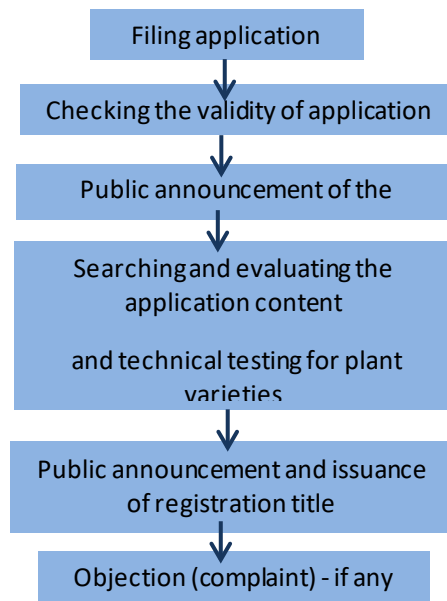 Filing application
Checking the validity of application
Public announcement of the
Searching and evaluating the
application content
and technical testing for plant
varieties
Public announcement and issuance
of registration title
Objection (complaint) - if any